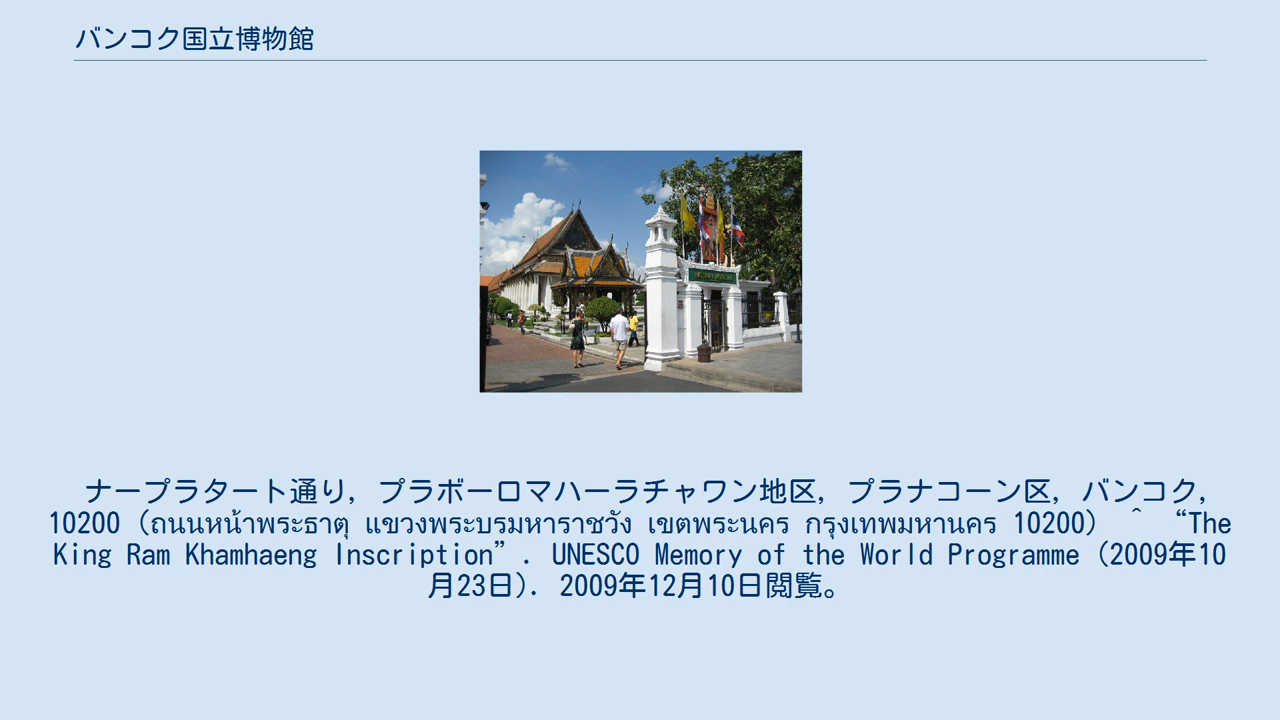 バンコク国立博物館
ナープラタート通り, プラボーロマハーラチャワン地区, プラナコーン区, バンコク,
10200 (ถนนหน้าพระธาตุ แขวงพระบรมหาราชวัง เขตพระนคร กรุงเทพมหานคร 10200) ^ “The
King Ram Khamhaeng Inscription”. UNESCO Memory of the World Programme (2009年10
月23日). 2009年12月10日閲覧。